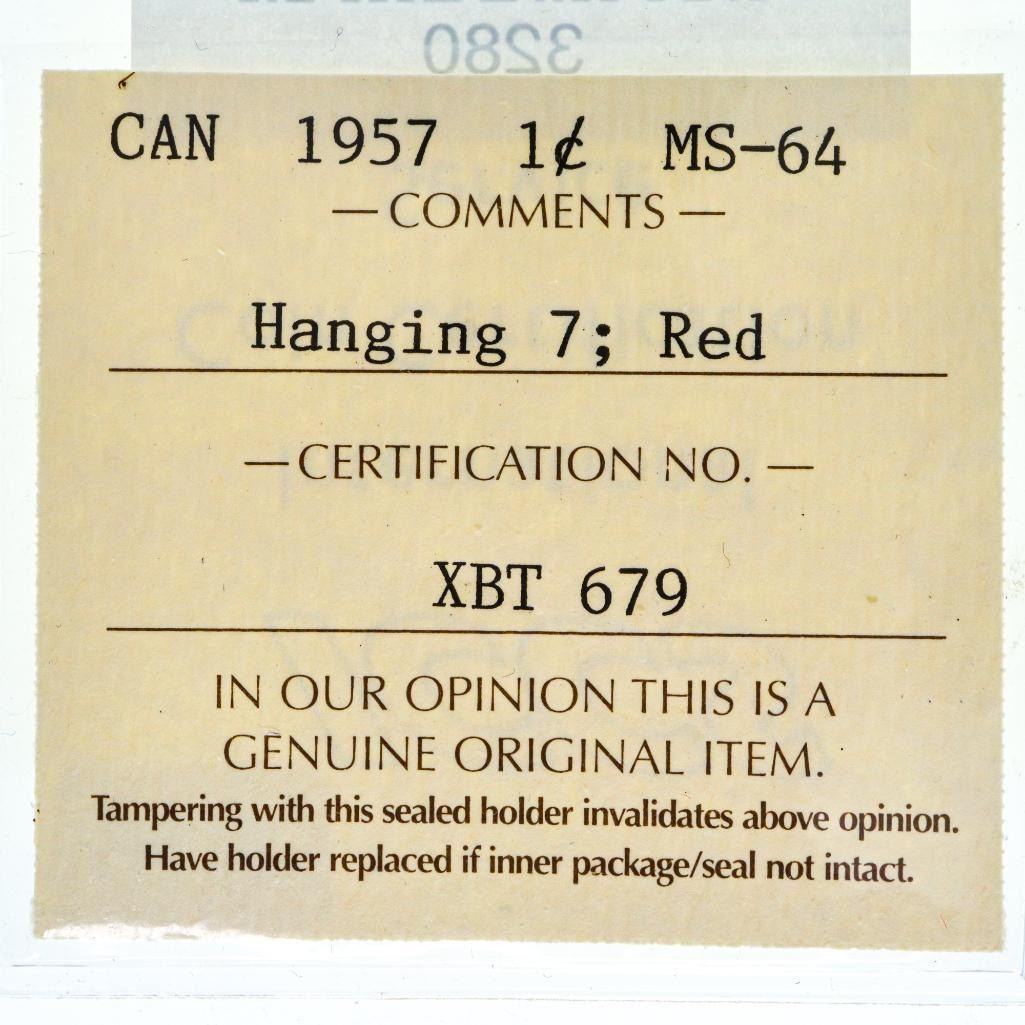 3280
CAN 1957 1¢ MS-64
— COMMENTS —
Hanging 7; Red
— CERTIFICATION NO. —
XBT 679
IN OUR OPINION THIS IS A
GENUINE ORIGINAL ITEM.
Tampering with this sealed holder invalidates above opinion.
Have holder replaced if inner package/seal not intact.